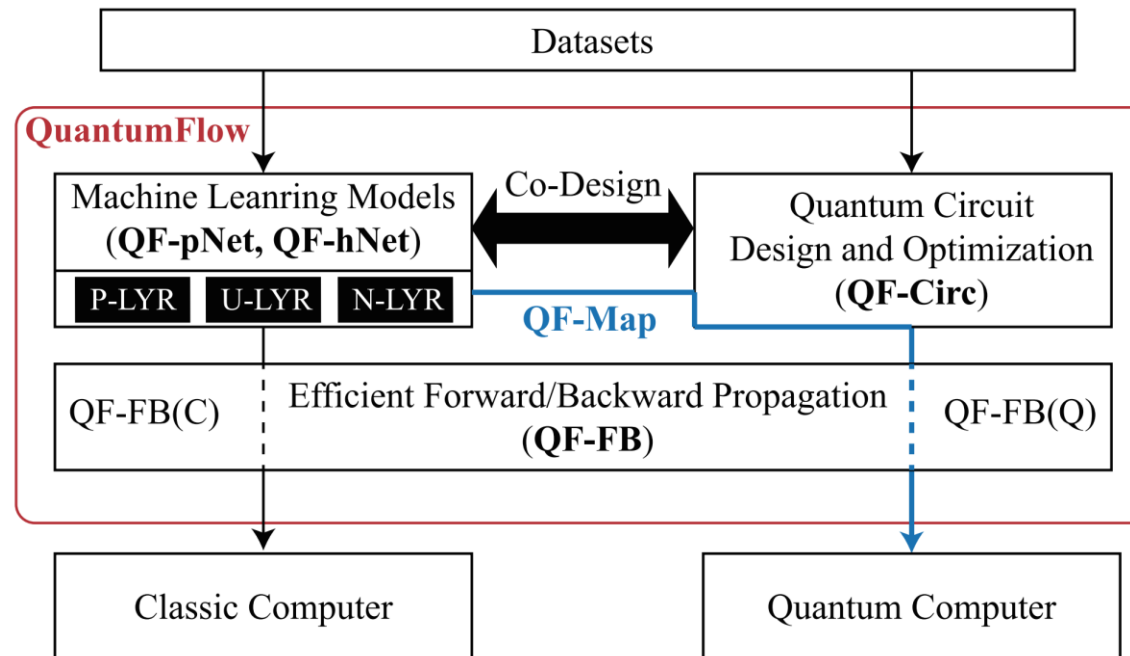 Datasets
QuantumFlow
Machine Leanring Models
(QF-pNet, QF-hNet)
P-LYR U-LYR N-LYR
Co-Design
QF-Map
Quantum Circuit
Design and Optimization
(QF-Circ)
QF-FB(C)
Efficient Forward/Backward Propagation
(QF-FB)
QF-FB(Q)
Classic Computer
Quantum Computer